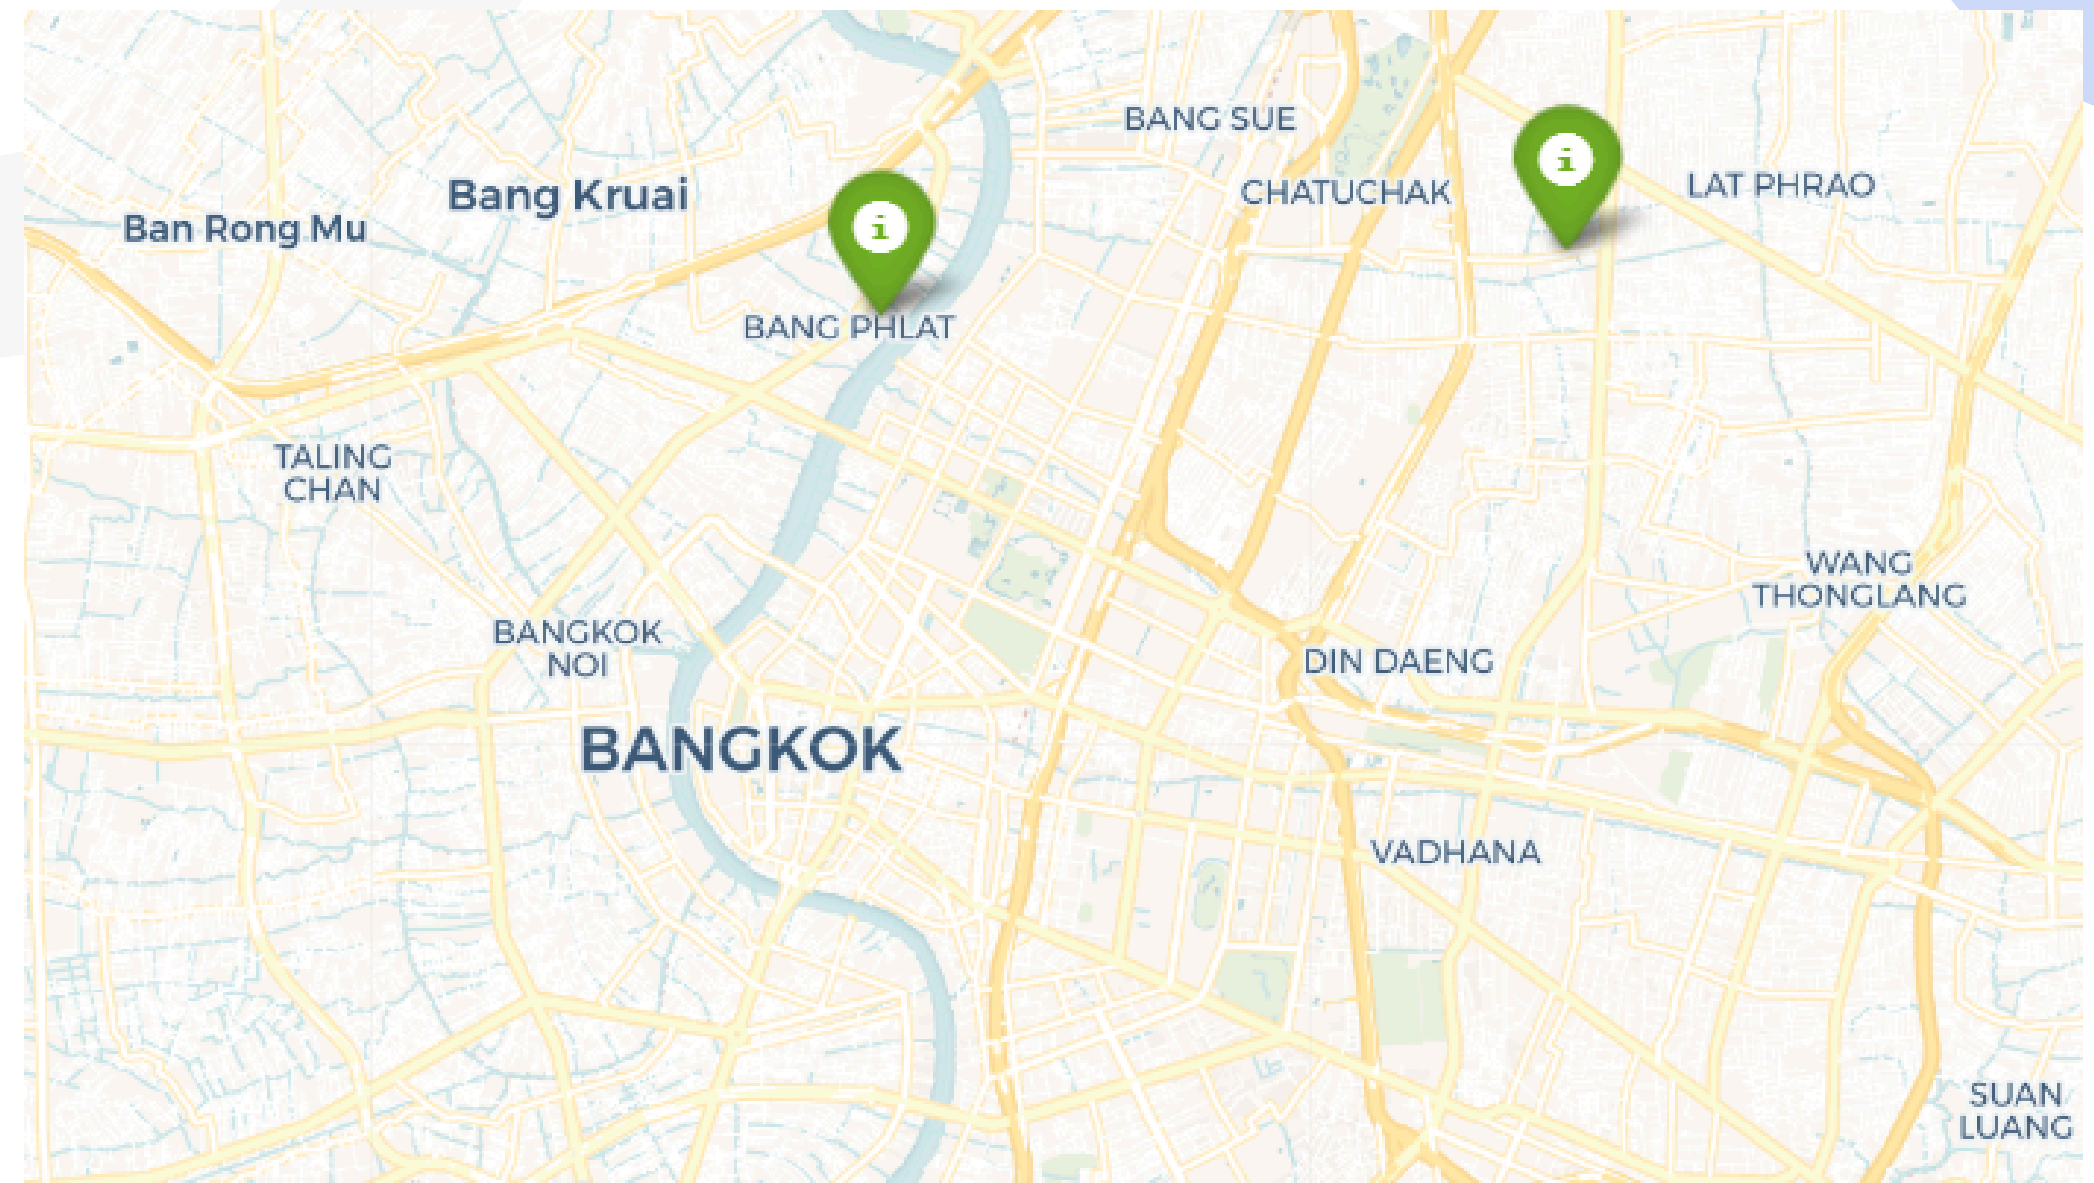 BANG SUE
Bang Kruai
CHATUCHAK
LAT PHRAO
Ban Rong Mu
i
i
BANG PHLAT
TALING
CHAN
WANG
THONGLANG
BANGKOK
NOI
DIN DAENG
BANGKOK
VADHANA
SUAN
LUANG